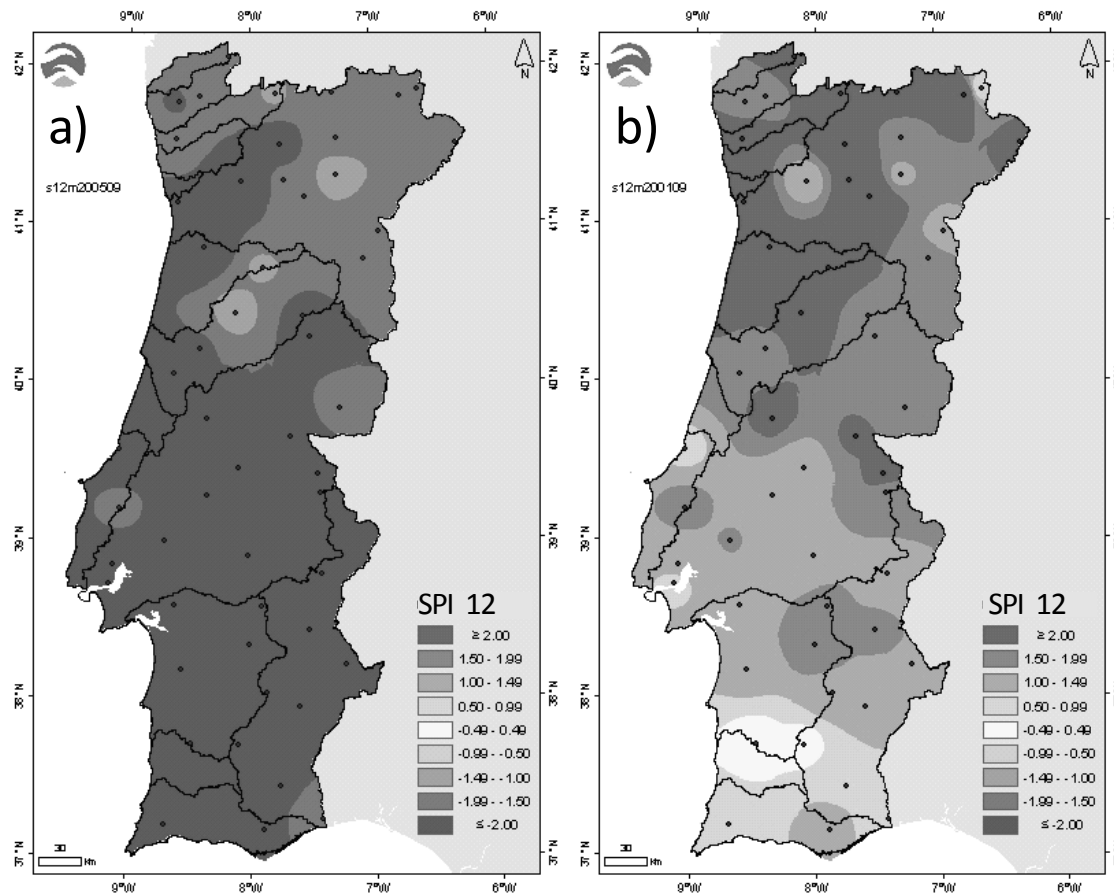 9°W 8°W 7°W 6°W
9°W 8°W 7°W 6°W
42°N
N
42°N
N
a)
b)
s12m200509
s12m200109
41°N
41°N
40°N
40°N
39°N
39°N
SPI 12
SPI 12
≥ 2.00
≥ 2.00
1.50 - 1.99
1.50 - 1.99
1.00 - 1.49
1.00 - 1.49
38°N
38°N
0.50 - 0.99
0.50 - 0.99
-0.49 - 0.49
-0.49 - 0.49
-0.99 - -0.50
-0.99 - -0.50
-1.49 - -1.00
-1.49 - -1.00
-1.99 - -1.50
-1.99 - -1.50
≤ -2.00
≤ -2.00
37°N
30
Km
37°N
30
Km
9°W 8°W 7°W 6°W
9°W 8°W 7°W 6°W